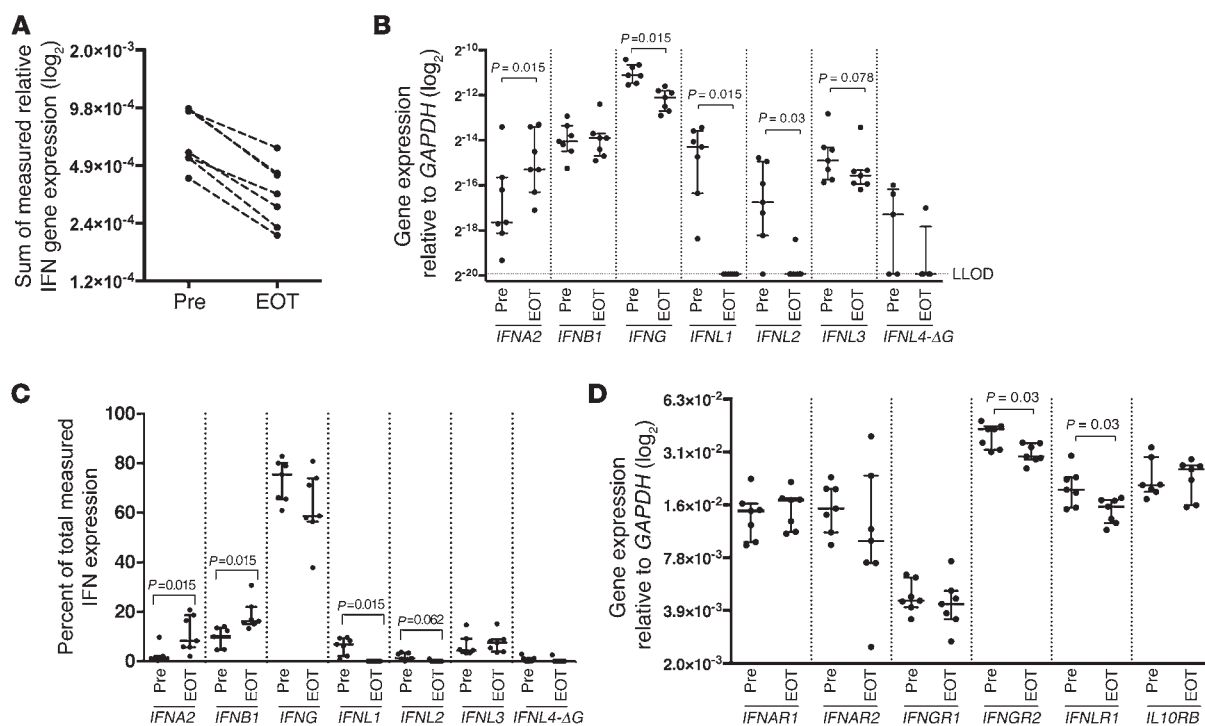 A
Sum of measured relative
IFN gene expression (log2)
2.0×10-3
9.8×10-4
4.9×10-4
2.4×10-4
1.2×10-4
Pre EOT
B
Gene expression
relative to GAPDH (log2)
2-10
2-12
2-14
2-16
2-18
2-20
P = 0.015
P =0.015
P =0.015
P = 0.03
P =0.078
LLOD
Pre EOT Pre EOT Pre EOT Pre EOT Pre EOT Pre EOT Pre EOT
IFNA2 IFNB1 IFNG IFNL1 IFNL2 IFNL3 IFNL4-ΔG
C
Percent of total measured
IFN expression
100
80
60
40
20
0
P =0.015
P =0.015
P =0.015
P =0.062
Pre EOT Pre EOT Pre EOT Pre EOT Pre EOT Pre EOT Pre EOT
IFNA2 IFNB1 IFNG IFNL1 IFNL2 IFNL3 IFNL4-ΔG
D
Gene expression
relative to GAPDH (log2)
6.3×10-2
3.1×10-2
1.6×10-2
7.8×10-3
3.9×10-3
2.0×10-3
P = 0.03
P = 0.03
Pre EOT Pre EOT Pre EOT Pre EOT Pre EOT Pre EOT
IFNAR1 IFNAR2 IFNGR1 IFNGR2 IFNLR1 IL10RB